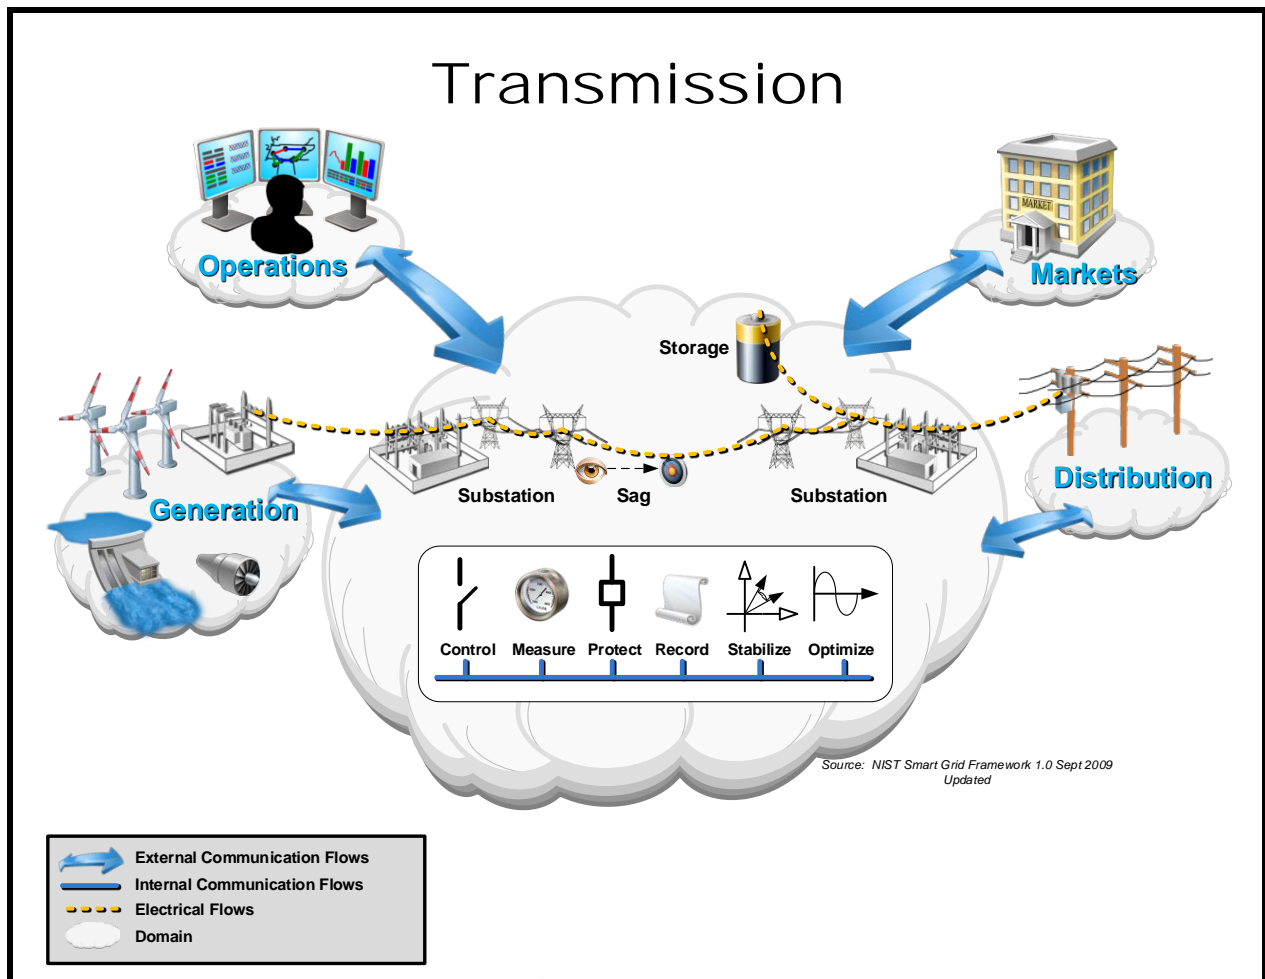 Transmission
MARKET
Operations
Markets
Storage
Substation
Sag
Substation
Distribution
Generation
Control
Measure
Protect
Record
Stabilize
Optimize
Source: NIST Smart Grid Framework 1.0 Sept 2009
Updated
External Communication Flows
Internal Communication Flows
Electrical Flows
Domain